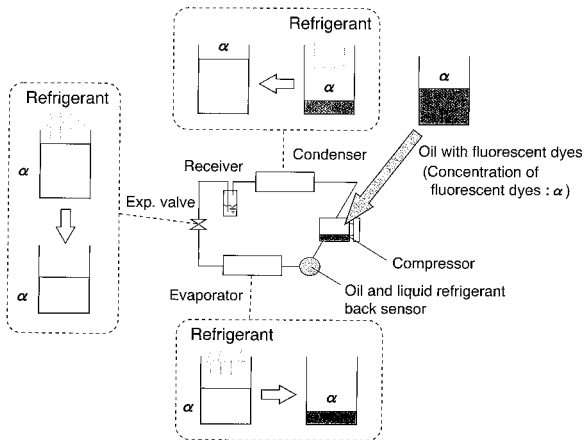 Refrigerant
α
α
Refrigerant
α
α
Refrigerant
α
α
Oil with fluorescent dyes
(Concentration of
fluorescent dyes : α )
Condenser
Receiver
Exp. valve
Compressor
Evaporator
Oil and liquid refrigerant
back sensor
Refrigerant
α
α